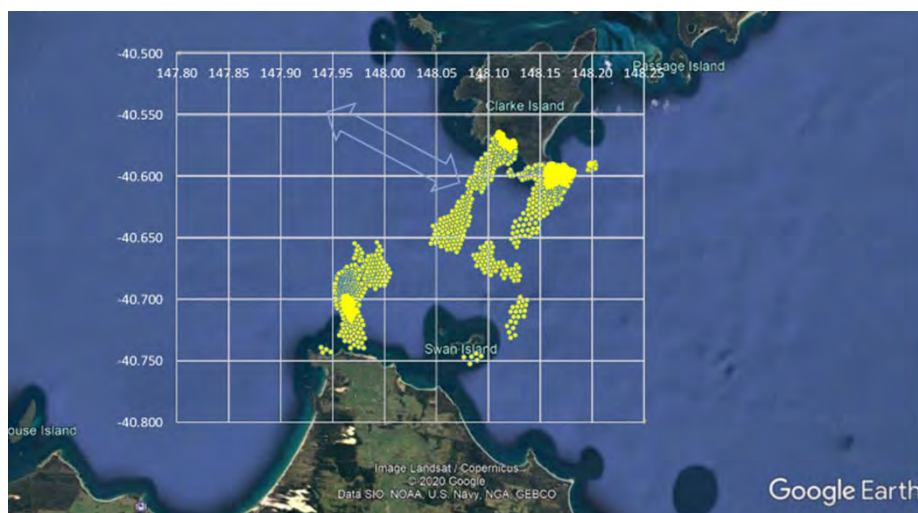 -40.500
147.80 147.85 147.90 147.95 148.00 148.05 148.10 148.15 148.20 148.25
Passage Island
Clarke Island
-40.550
-40.600
-40.650
-40.700
Swan Island
-40.750
-40.800
ouse Island
Image Landsat / Copernicus
© 2020 Google
Data SIO, NOAA, U.S. Navy, NGA, GEBCO
Google Earth